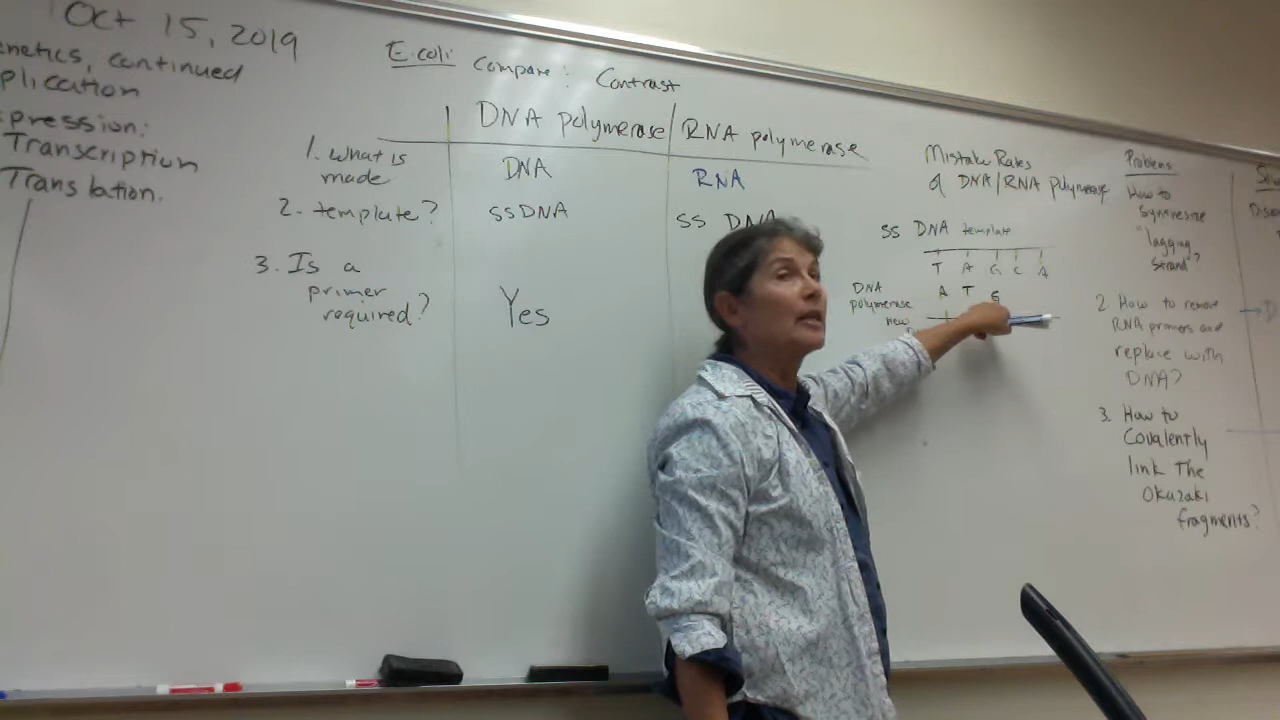 Oct 15, 2019
enetics, continued
plication
pression:
Transcription
Translation.
E. coli: Compare: Contrast
DNA polymerase RNA polymerase
1. What is
made
DNA
RNA
2. template?
ssDNA
ss DNA
3. Is a
primer
required?
Yes
Mistake Rates
DNA/RNA polymerase
ss DNA template
T A G C A
DNA
polymerase
new
A T G
Problems
How to
synthesize
"lagging
strand"?
2. How to remove
RNA primers and
replace with
DNA?
3. How to
Covalently
link the
Okazaki
fragments?